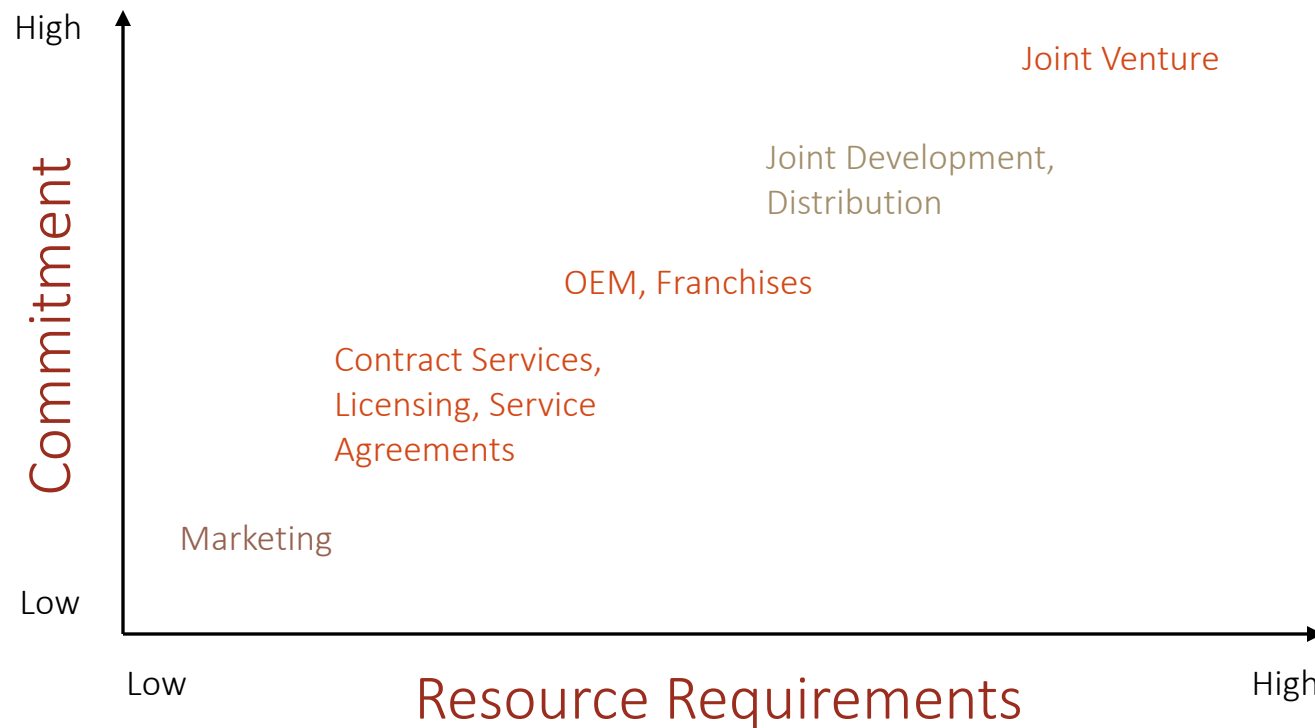 High
Joint Venture
Joint Development,
Distribution
OEM, Franchises
Contract Services,
Licensing, Service
Agreements
Marketing
Commitment
Low
Low
Resource Requirements
High